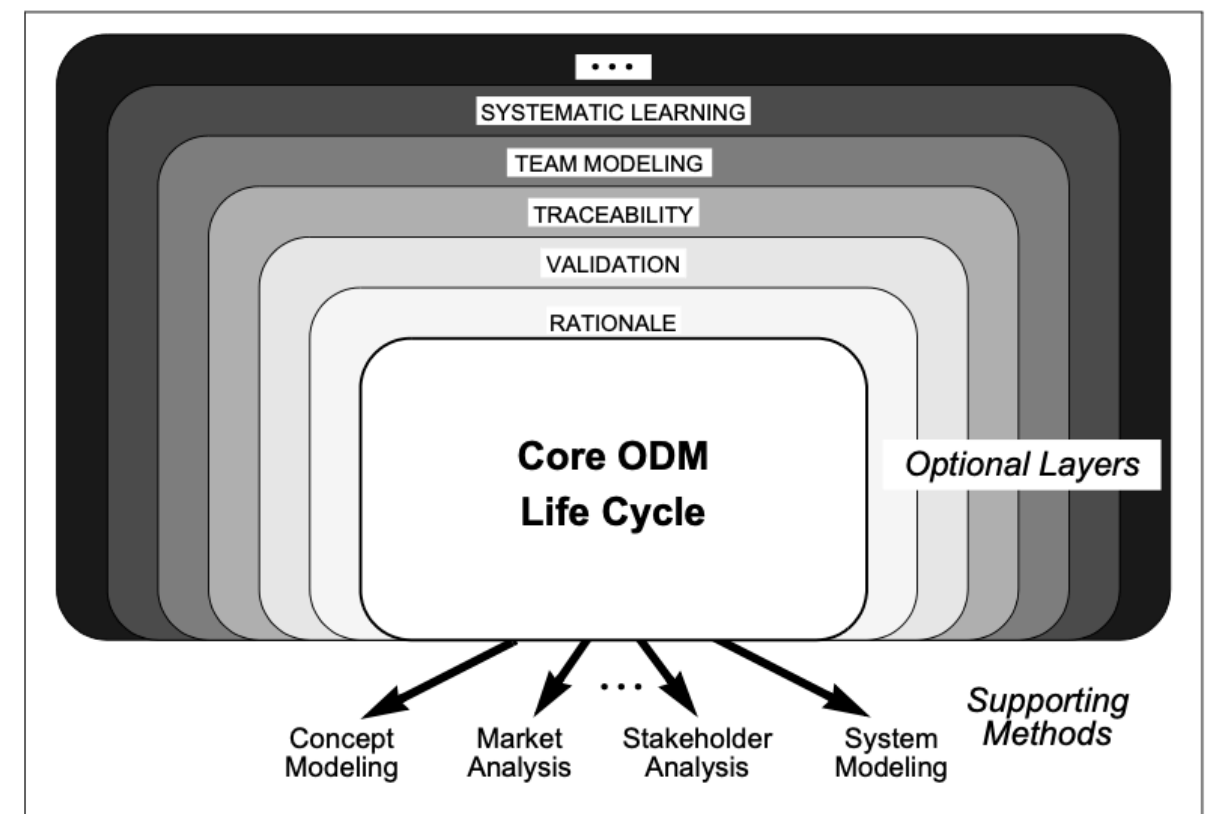 • • •
SYSTEMATIC LEARNING
TEAM MODELING
TRACEABILITY
VALIDATION
RATIONALE
Core ODM
Life Cycle
Optional Layers
• • •
Supporting
Methods
Concept
Modeling
Market
Analysis
Stakeholder
Analysis
System
Modeling